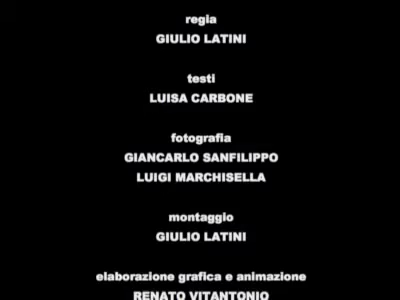 regia
GIULIO LATINI
testi
LUISA CARBONE
fotografia
GIANCARLO SANFILIPPO
LUIGI MARCHISELLA
montaggio
GIULIO LATINI
elaborazione grafica e animazione
RENATO VITANTONIO